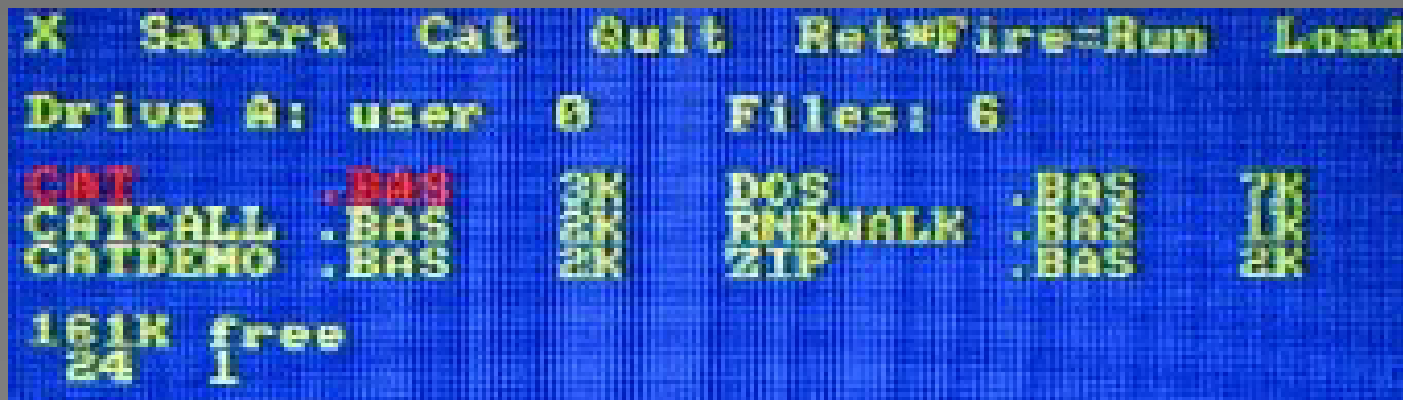 X SavEra Cat Quit Ret*Fire=Run Load
Drive A: user 0 Files: 6
CAT .BAS 3K DOS .BAS 7K
CATCALL .BAS 2K RNDWALK .BAS 1K
CATDEMO .BAS 2K ZIP .BAS 2K
161K free
24 1